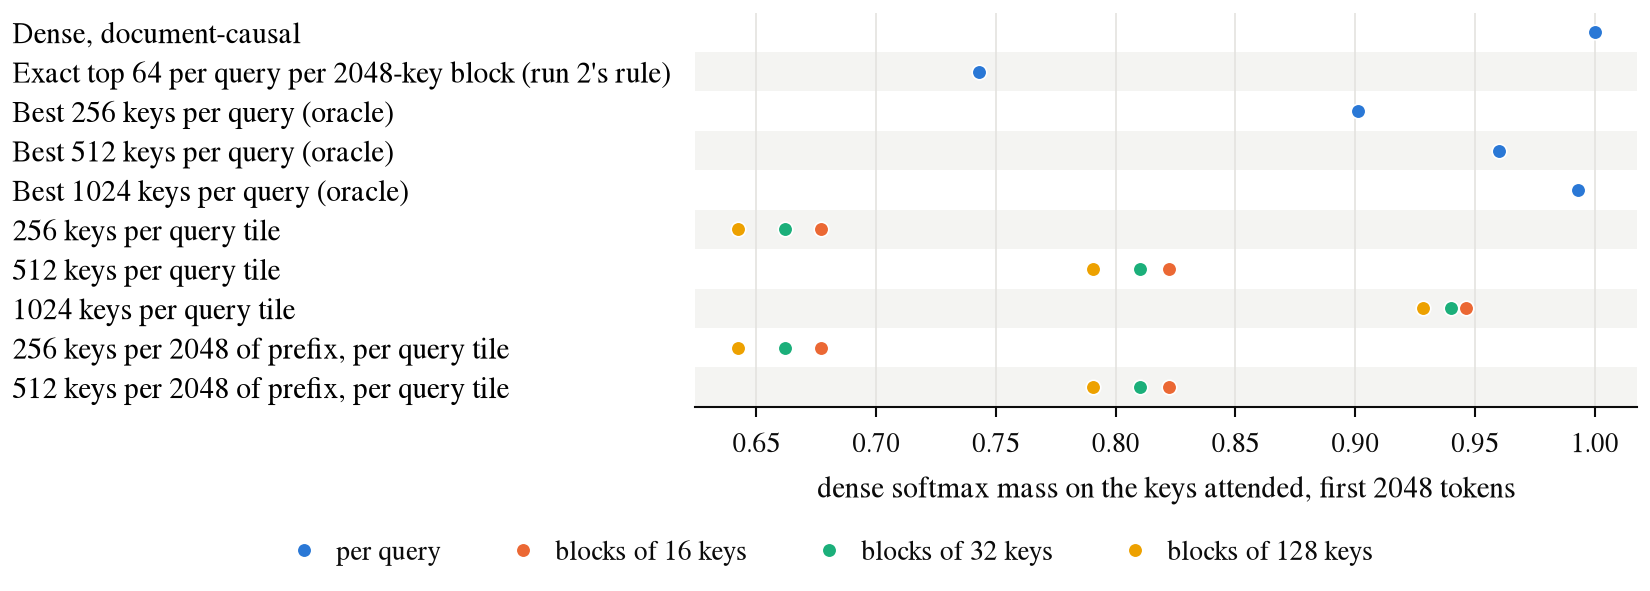 Dense, document-causal
Exact top 64 per query per 2048-key block (run 2's rule)
Best 256 keys per query (oracle)
Best 512 keys per query (oracle)
Best 1024 keys per query (oracle)
256 keys per query tile
512 keys per query tile
1024 keys per query tile
256 keys per 2048 of prefix, per query tile
512 keys per 2048 of prefix, per query tile
0.65 0.70 0.75 0.80 0.85 0.90 0.95 1.00
dense softmax mass on the keys attended, first 2048 tokens
per query blocks of 16 keys blocks of 32 keys blocks of 128 keys